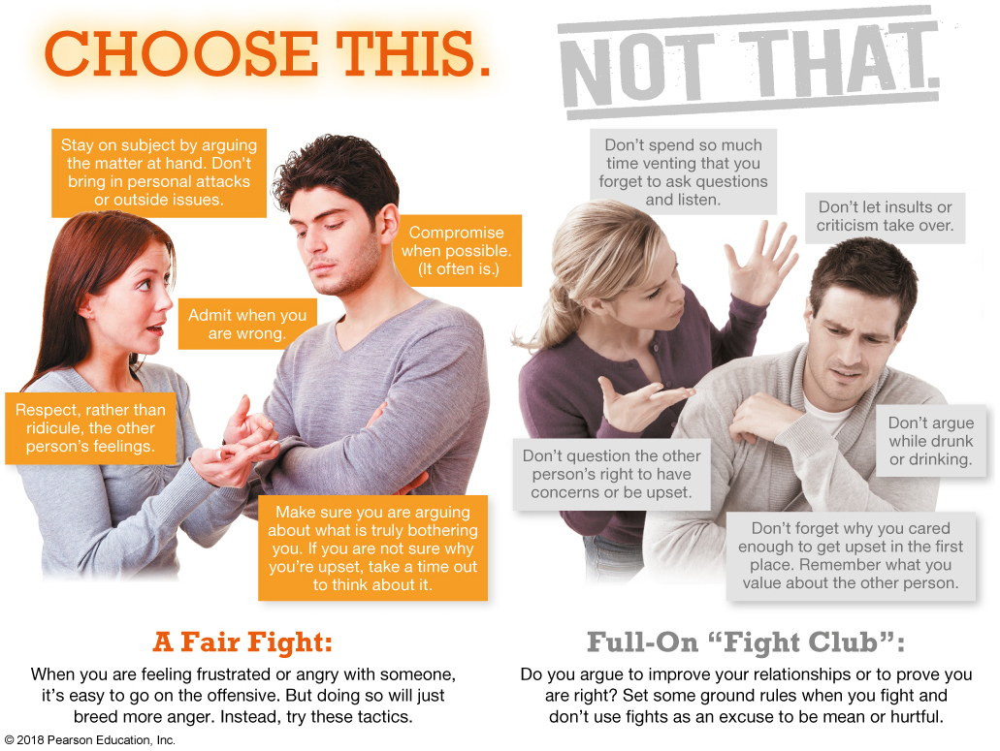 CHOOSE THIS.
NOT THAT.
Stay on subject by arguing
the matter at hand. Don't
bring in personal attacks
or outside issues.
Compromise
when possible.
(It often is.)
Admit when you
are wrong.
Respect, rather than
ridicule, the other
person's feelings.
Make sure you are arguing
about what is truly bothering
you. If you are not sure why
you're upset, take a time out
to think about it.
A Fair Fight:
When you are feeling frustrated or angry with someone,
it's easy to go on the offensive. But doing so will just
breed more anger. Instead, try these tactics.
Don't spend so much
time venting that you
forget to ask questions
and listen.
Don't let insults or
criticism take over.
Don't argue
while drunk
or drinking.
Don't question the other
person's right to have
concerns or be upset.
Don't forget why you cared
enough to get upset in the first
place. Remember what you
value about the other person.
Full-On “Fight Club”:
Do you argue to improve your relationships or to prove you
are right? Set some ground rules when you fight and
don't use fights as an excuse to be mean or hurtful.
© 2018 Pearson Education, Inc.